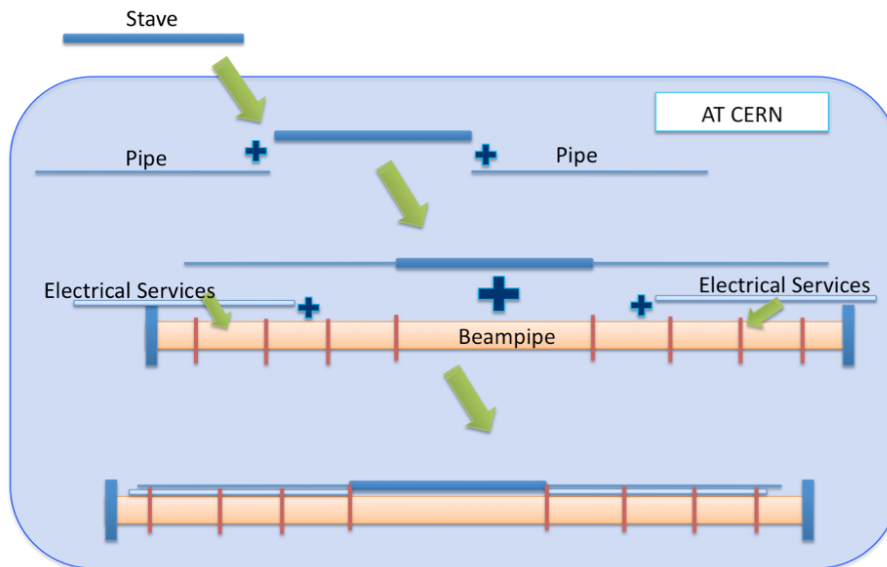 Stave
AT CERN
Pipe
Pipe
Electrical Services
Electrical Services
Beampipe